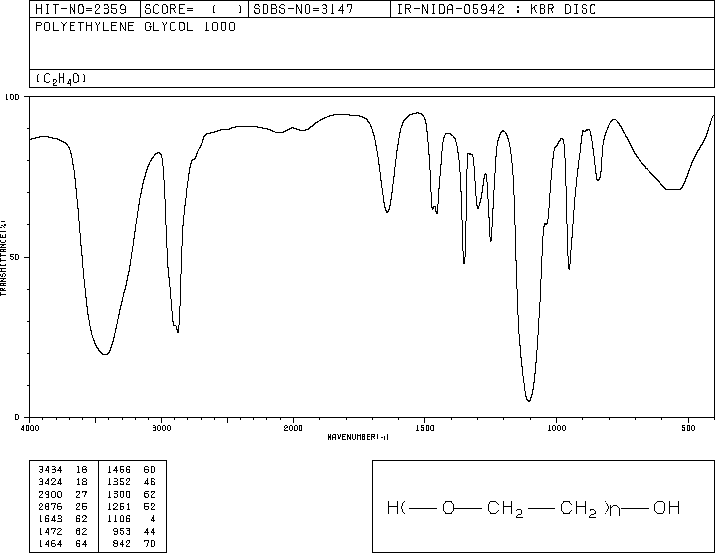 HIT-NO=2359 SCORE= ( ) SDBS-NO=3147 IR-NIDA-05942 : KBR DISC
POLYETHYLENE GLYCOL 1000
(C₂H₄O)
100
TRANSMITTANCE(%)
50
0
4000 3000 2000 1500 1000 500
WAVENUMBER(-1)
3434 18 1456 60
3424 18 1352 46
2900 27 1300 62
2876 26 1251 52
1643 62 1106 4
1472 62 953 44
1464 64 842 70
H(—O—CH₂—CH₂)n—OH